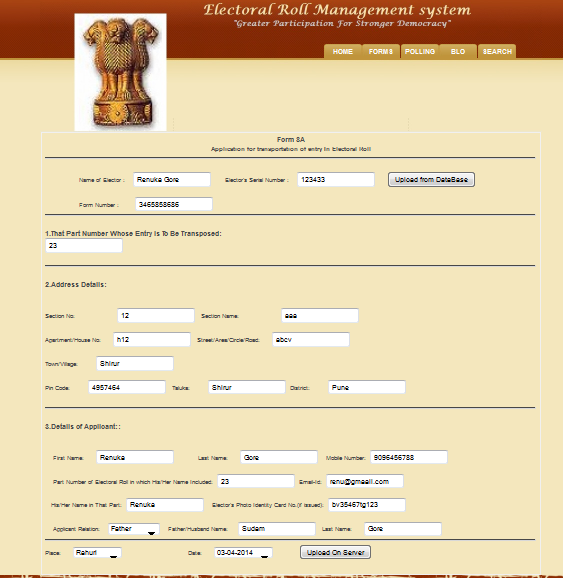 Electoral Roll Management system
"Greater Participation For Stronger Democracy"
HOME FORMS POLLING BLO SEARCH
Form 8A
Application for transportation of entry in Electoral Roll
Name of Elector : Renuka Gore Elector's Serial Number : 123433 Upload from DataBase
Form Number : 3465858686
1.That Part Number Whose Entry Is To Be Transposed:
23
2.Address Details:
Section No: 12 Section Name: aaa
Apartment/House No. h12 Street/Area/Circle/Road: abcv
Town/Village: Shirur
Pin Code: 4957464 Taluka: Shirur District: Pune
3.Details of Applicant: :
First Name: Renuka Last Name: Gore Mobile Number: 9096456788
Part Number of Electoral Roll in which His/Her Name Included: 23 Email-Id: renu@gmaail.com
His/Her Name in That Part: Renuka Elector's Photo Identity Card No.(if issued): bv35467tg123
Applicant Relation: Father Father/Husband Name: Sudam Last Name: Gore
Place: Rahuri Date: 03-04-2014 Upload On Server